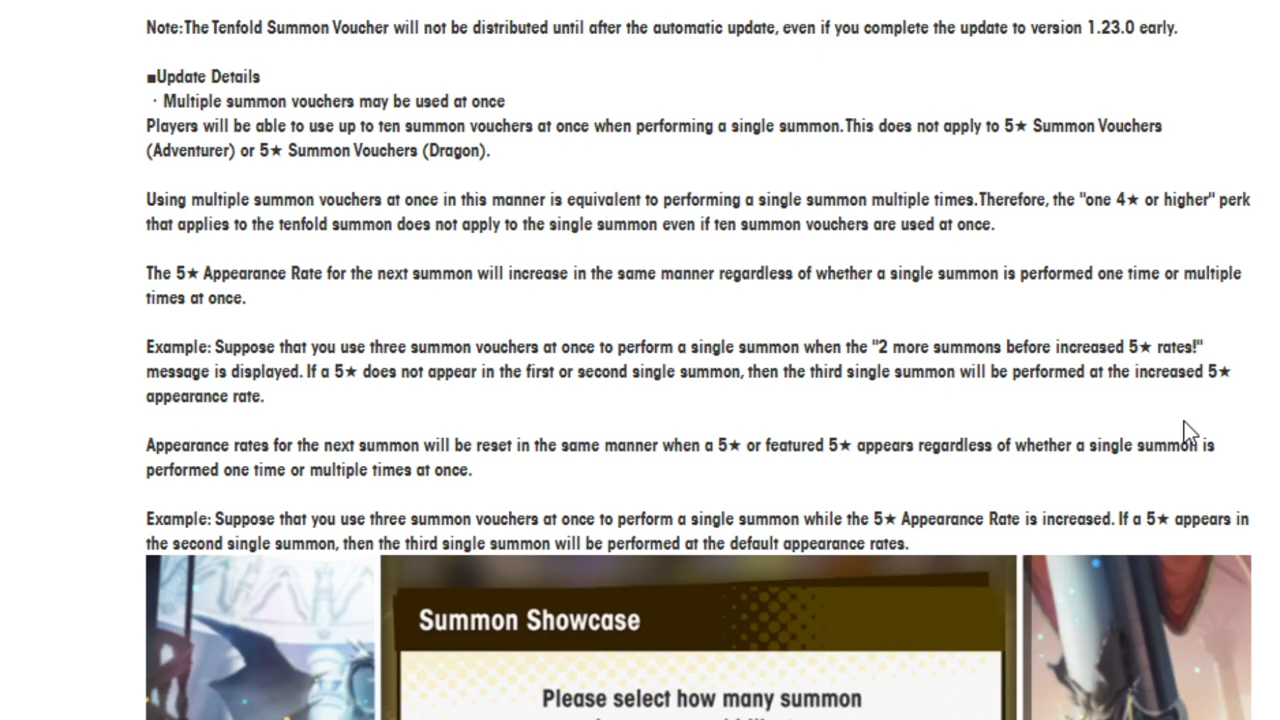 Note:The Tenfold Summon Voucher will not be distributed until after the automatic update, even if you complete the update to version 1.23.0 early.
■Update Details
・Multiple summon vouchers may be used at once
Players will be able to use up to ten summon vouchers at once when performing a single summon.This does not apply to 5★ Summon Vouchers
(Adventurer) or 5★ Summon Vouchers (Dragon).
Using multiple summon vouchers at once in this manner is equivalent to performing a single summon multiple times.Therefore, the "one 4★ or higher" perk
that applies to the tenfold summon does not apply to the single summon even if ten summon vouchers are used at once.
The 5★ Appearance Rate for the next summon will increase in the same manner regardless of whether a single summon is performed one time or multiple
times at once.
Example: Suppose that you use three summon vouchers at once to perform a single summon when the "2 more summons before increased 5★ rates!"
message is displayed. If a 5★ does not appear in the first or second single summon, then the third single summon will be performed at the increased 5★
appearance rate.
Appearance rates for the next summon will be reset in the same manner when a 5★ or featured 5★ appears regardless of whether a single summon is
performed one time or multiple times at once.
Example: Suppose that you use three summon vouchers at once to perform a single summon while the 5★ Appearance Rate is increased. If a 5★ appears in
the second single summon, then the third single summon will be performed at the default appearance rates.
Summon Showcase
Please select how many summon